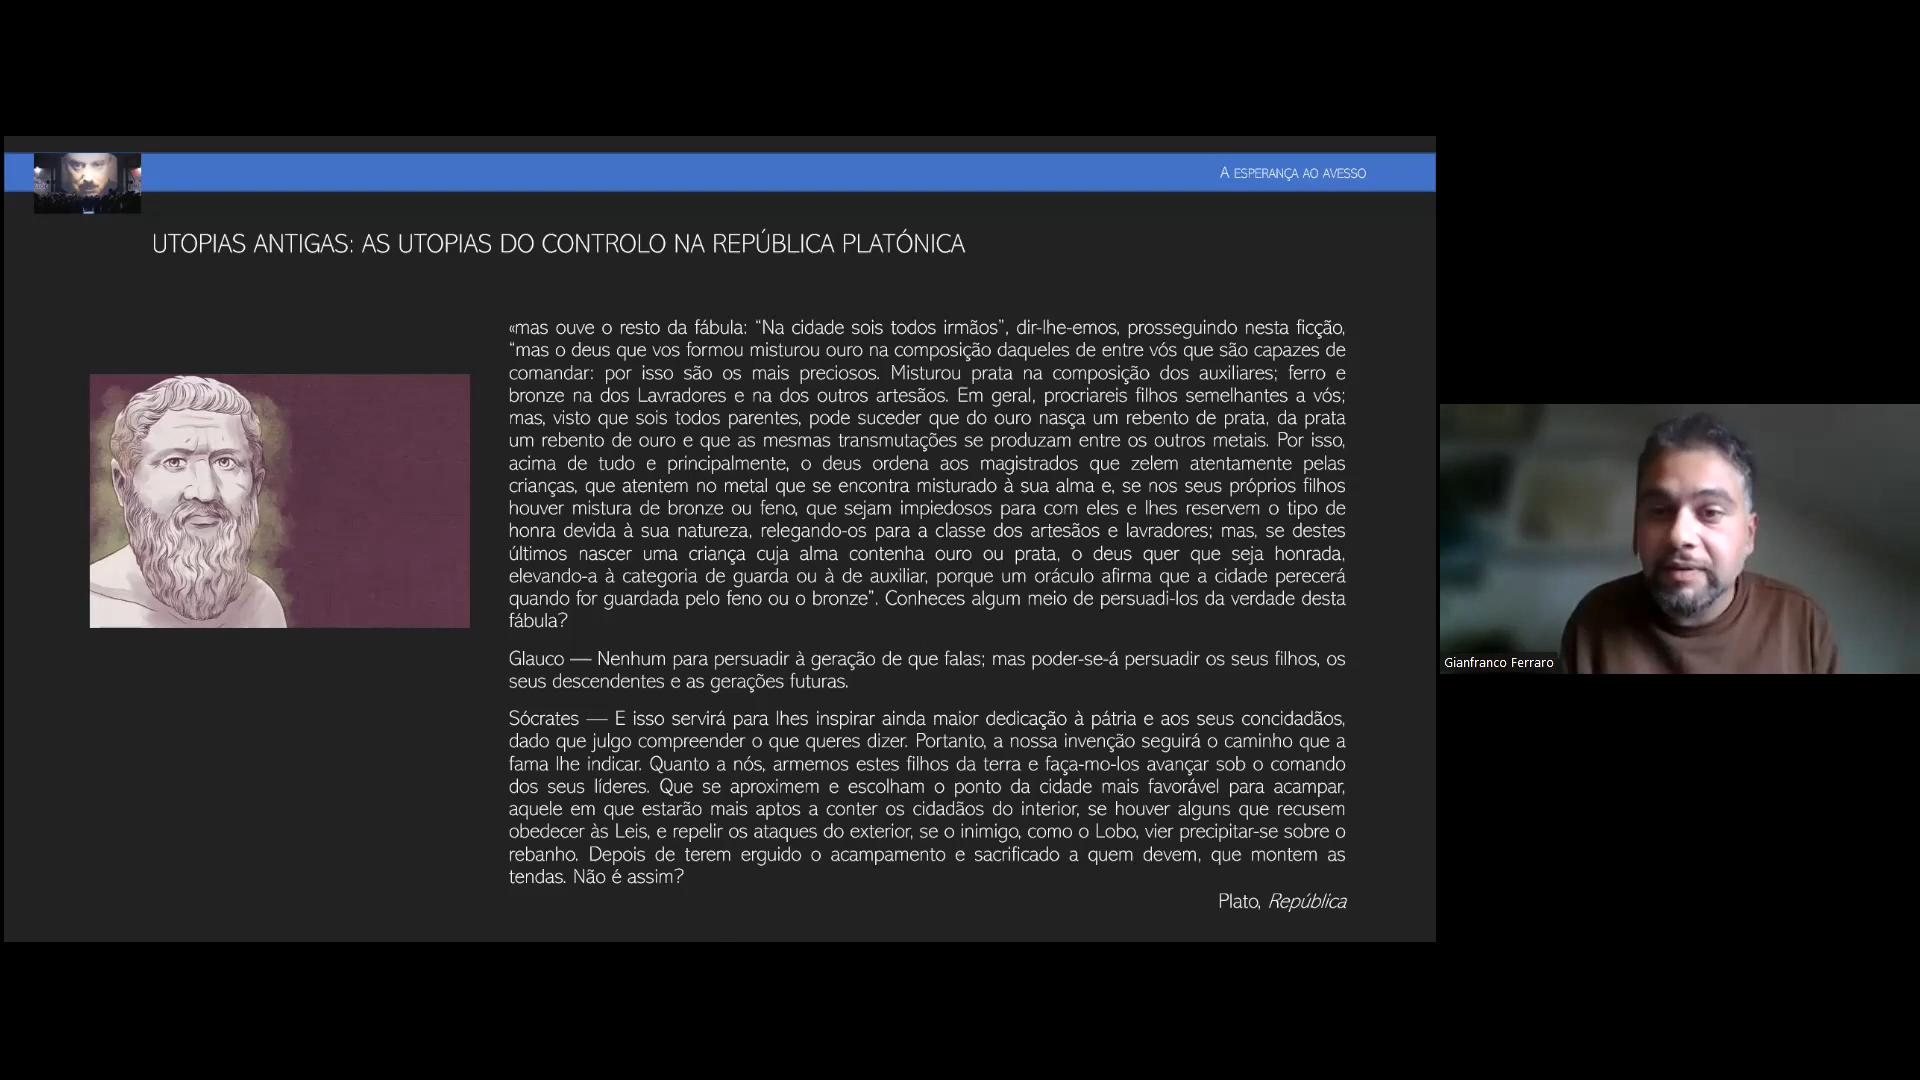 A ESPERANÇA AO AVESSO
UTOPIAS ANTIGAS: AS UTOPIAS DO CONTROLO NA REPÚBLICA PLATÓNICA
«mas ouve o resto da fábula: “Na cidade sois todos irmãos”, dir-lhe-emos, prosseguindo nesta ficção,
“mas o deus que vos formou misturou ouro na composição daqueles de entre vós que são capazes de
comandar: por isso são os mais preciosos. Misturou prata na composição dos auxiliares; ferro e
bronze na dos Lavradores e na dos outros artesãos. Em geral, procriareis filhos semelhantes a vós;
mas, visto que sois todos parentes, pode suceder que do ouro nasça um rebento de prata, da prata
um rebento de ouro e que as mesmas transmutações se produzam entre os outros metais. Por isso,
acima de tudo e principalmente, o deus ordena aos magistrados que zelem atentamente pelas
crianças, que atentem no metal que se encontra misturado à sua alma e, se nos seus próprios filhos
houver mistura de bronze ou feno, que sejam impiedosos para com eles e lhes reservem o tipo de
honra devida à sua natureza, relegando-os para a classe dos artesãos e lavradores; mas, se destes
últimos nascer uma criança cuja alma contenha ouro ou prata, o deus quer que seja honrada,
elevando-a à categoria de guarda ou à de auxiliar, porque um oráculo afirma que a cidade perecerá
quando for guardada pelo feno ou o bronze”. Conheces algum meio de persuadi-los da verdade desta
fábula?
Glauco — Nenhum para persuadir à geração de que falas; mas poder-se-á persuadir os seus filhos, os
seus descendentes e as gerações futuras.
Sócrates — E isso servirá para lhes inspirar ainda maior dedicação à pátria e aos seus concidadãos,
dado que julgo compreender o que queres dizer. Portanto, a nossa invenção seguirá o caminho que a
fama lhe indicar. Quanto a nós, armemos estes filhos da terra e faça-mo-los avançar sob o comando
dos seus líderes. Que se aproximem e escolham o ponto da cidade mais favorável para acampar,
aquele em que estarão mais aptos a conter os cidadãos do interior, se houver alguns que recusem
obedecer às Leis, e repelir os ataques do exterior, se o inimigo, como o Lobo, vier precipitar-se sobre o
rebanho. Depois de terem erguido o acampamento e sacrificado a quem devem, que montem as
tendas. Não é assim?
Plato, República
Gianfranco Ferraro